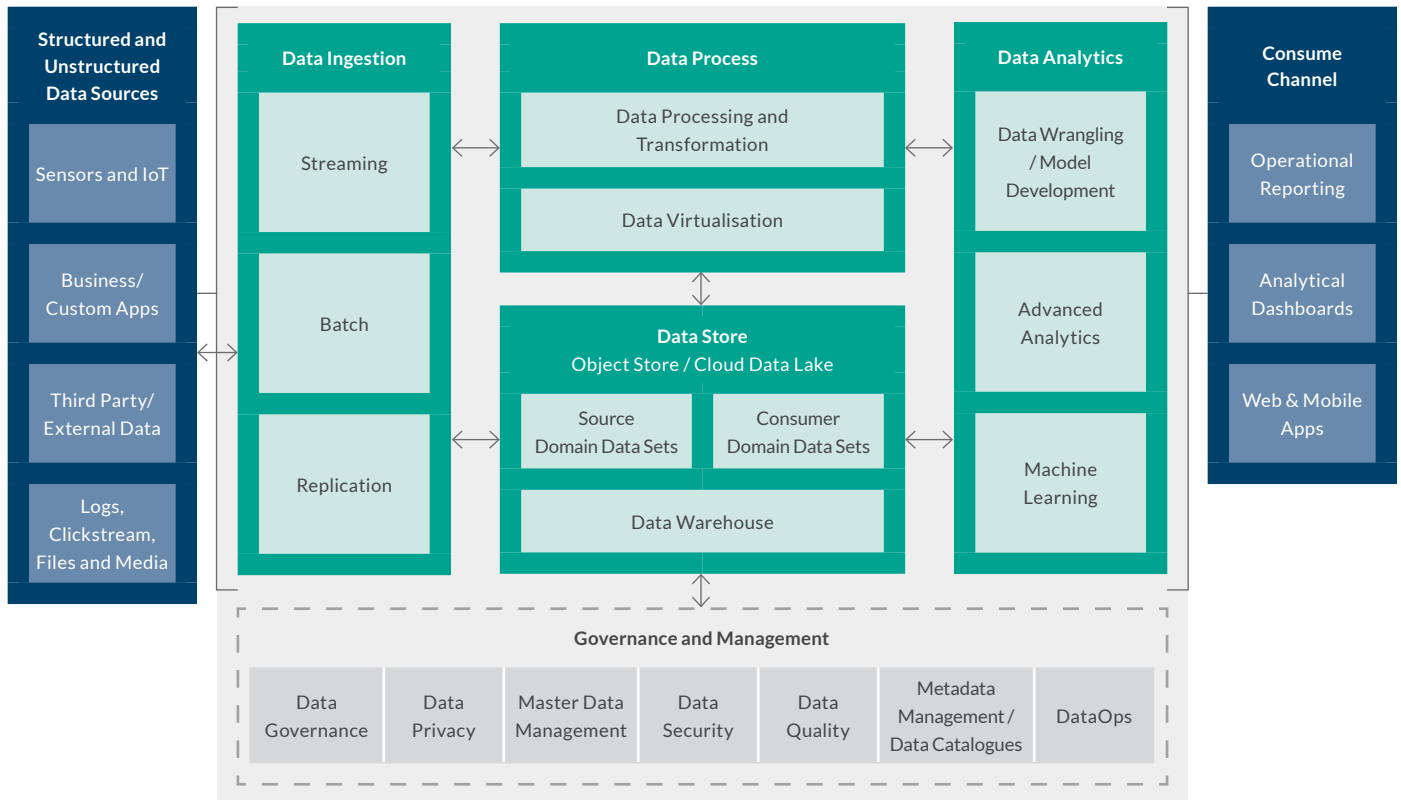 Structured and
Unstructured
Data Sources
Sensors and IoT
Business/
Custom Apps
Third Party/
External Data
Logs,
Clickstream,
Files and Media
Data Ingestion
Streaming
Batch
Replication
Data Process
Data Processing and
Transformation
Data Virtualisation
Data Store
Object Store / Cloud Data Lake
Source
Domain Data Sets
Consumer
Domain Data Sets
Data Warehouse
Data Analytics
Data Wrangling
/ Model
Development
Advanced
Analytics
Machine
Learning
Consume
Channel
Operational
Reporting
Analytical
Dashboards
Web & Mobile
Apps
Governance and Management
Data
Governance
Data
Privacy
Master Data
Management
Data
Security
Data
Quality
Metadata
Management /
Data Catalogues
DataOps